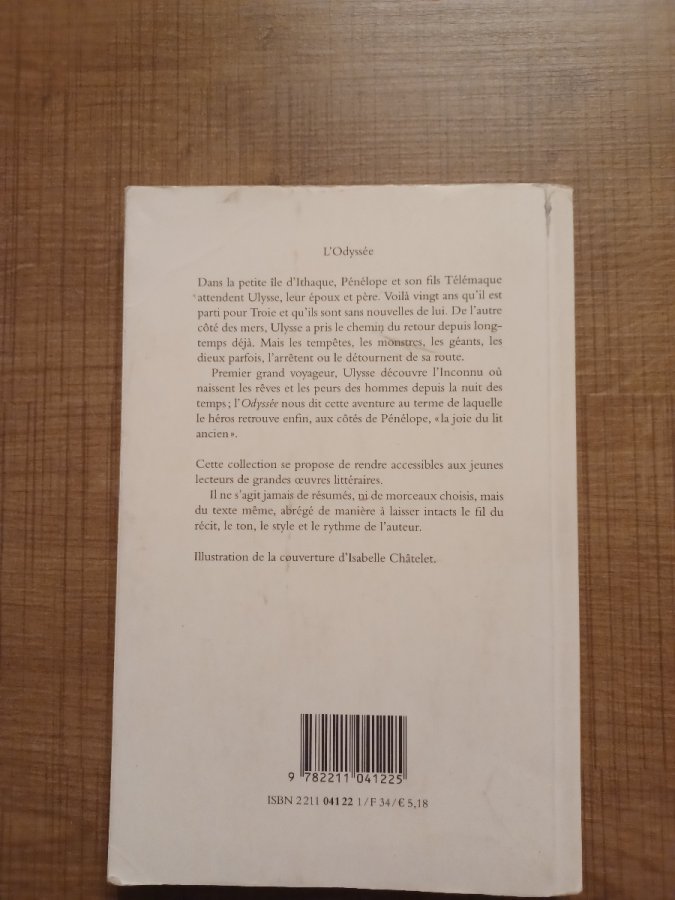 L'Odyssée
Dans la petite île d'Ithaque, Pénélope et son fils Télémaque
attendent Ulysse, leur époux et père. Voilà vingt ans qu'il est
parti pour Troie et qu'ils sont sans nouvelles de lui. De l'autre
côté des mers, Ulysse a pris le chemin du retour depuis long-
temps déjà. Mais les tempêtes, les monstres, les géants, les
dieux parfois, l'arrêtent ou le détournent de sa route.
Premier grand voyageur, Ulysse découvre l'Inconnu où
naissent les rêves et les peurs des hommes depuis la nuit des
temps ; l'Odyssée nous dit cette aventure au terme de laquelle
le héros retrouve enfin, aux côtés de Pénélope, « la joie du lit
ancien ».
Cette collection se propose de rendre accessibles aux jeunes
lecteurs de grandes œuvres littéraires.
Il ne s'agit jamais de résumés, ni de morceaux choisis, mais
du texte même, abrégé de manière à laisser intacts le fil du
récit, le ton, le style et le rythme de l'auteur.
Illustration de la couverture d'Isabelle Châtelet.
9 782211 041225
ISBN 2 211 041 22 1 / F 34 / € 5,18